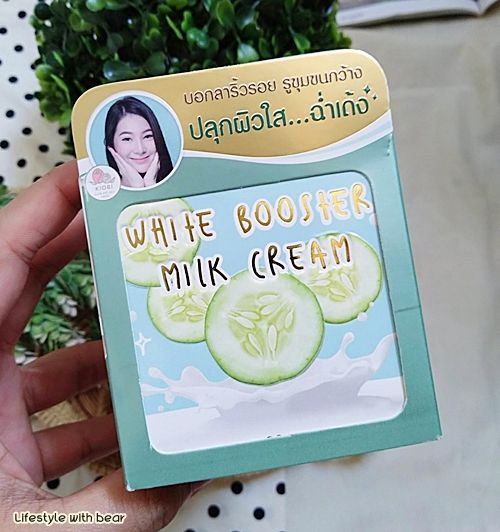 บอกลาริ้วรอย รูขุมขนกว้าง
ปลุกผิวใส...ฉ่ำเด้ง
KIORI
WHITE BOOSTER
MILK CREAM
Lifestyle with bear